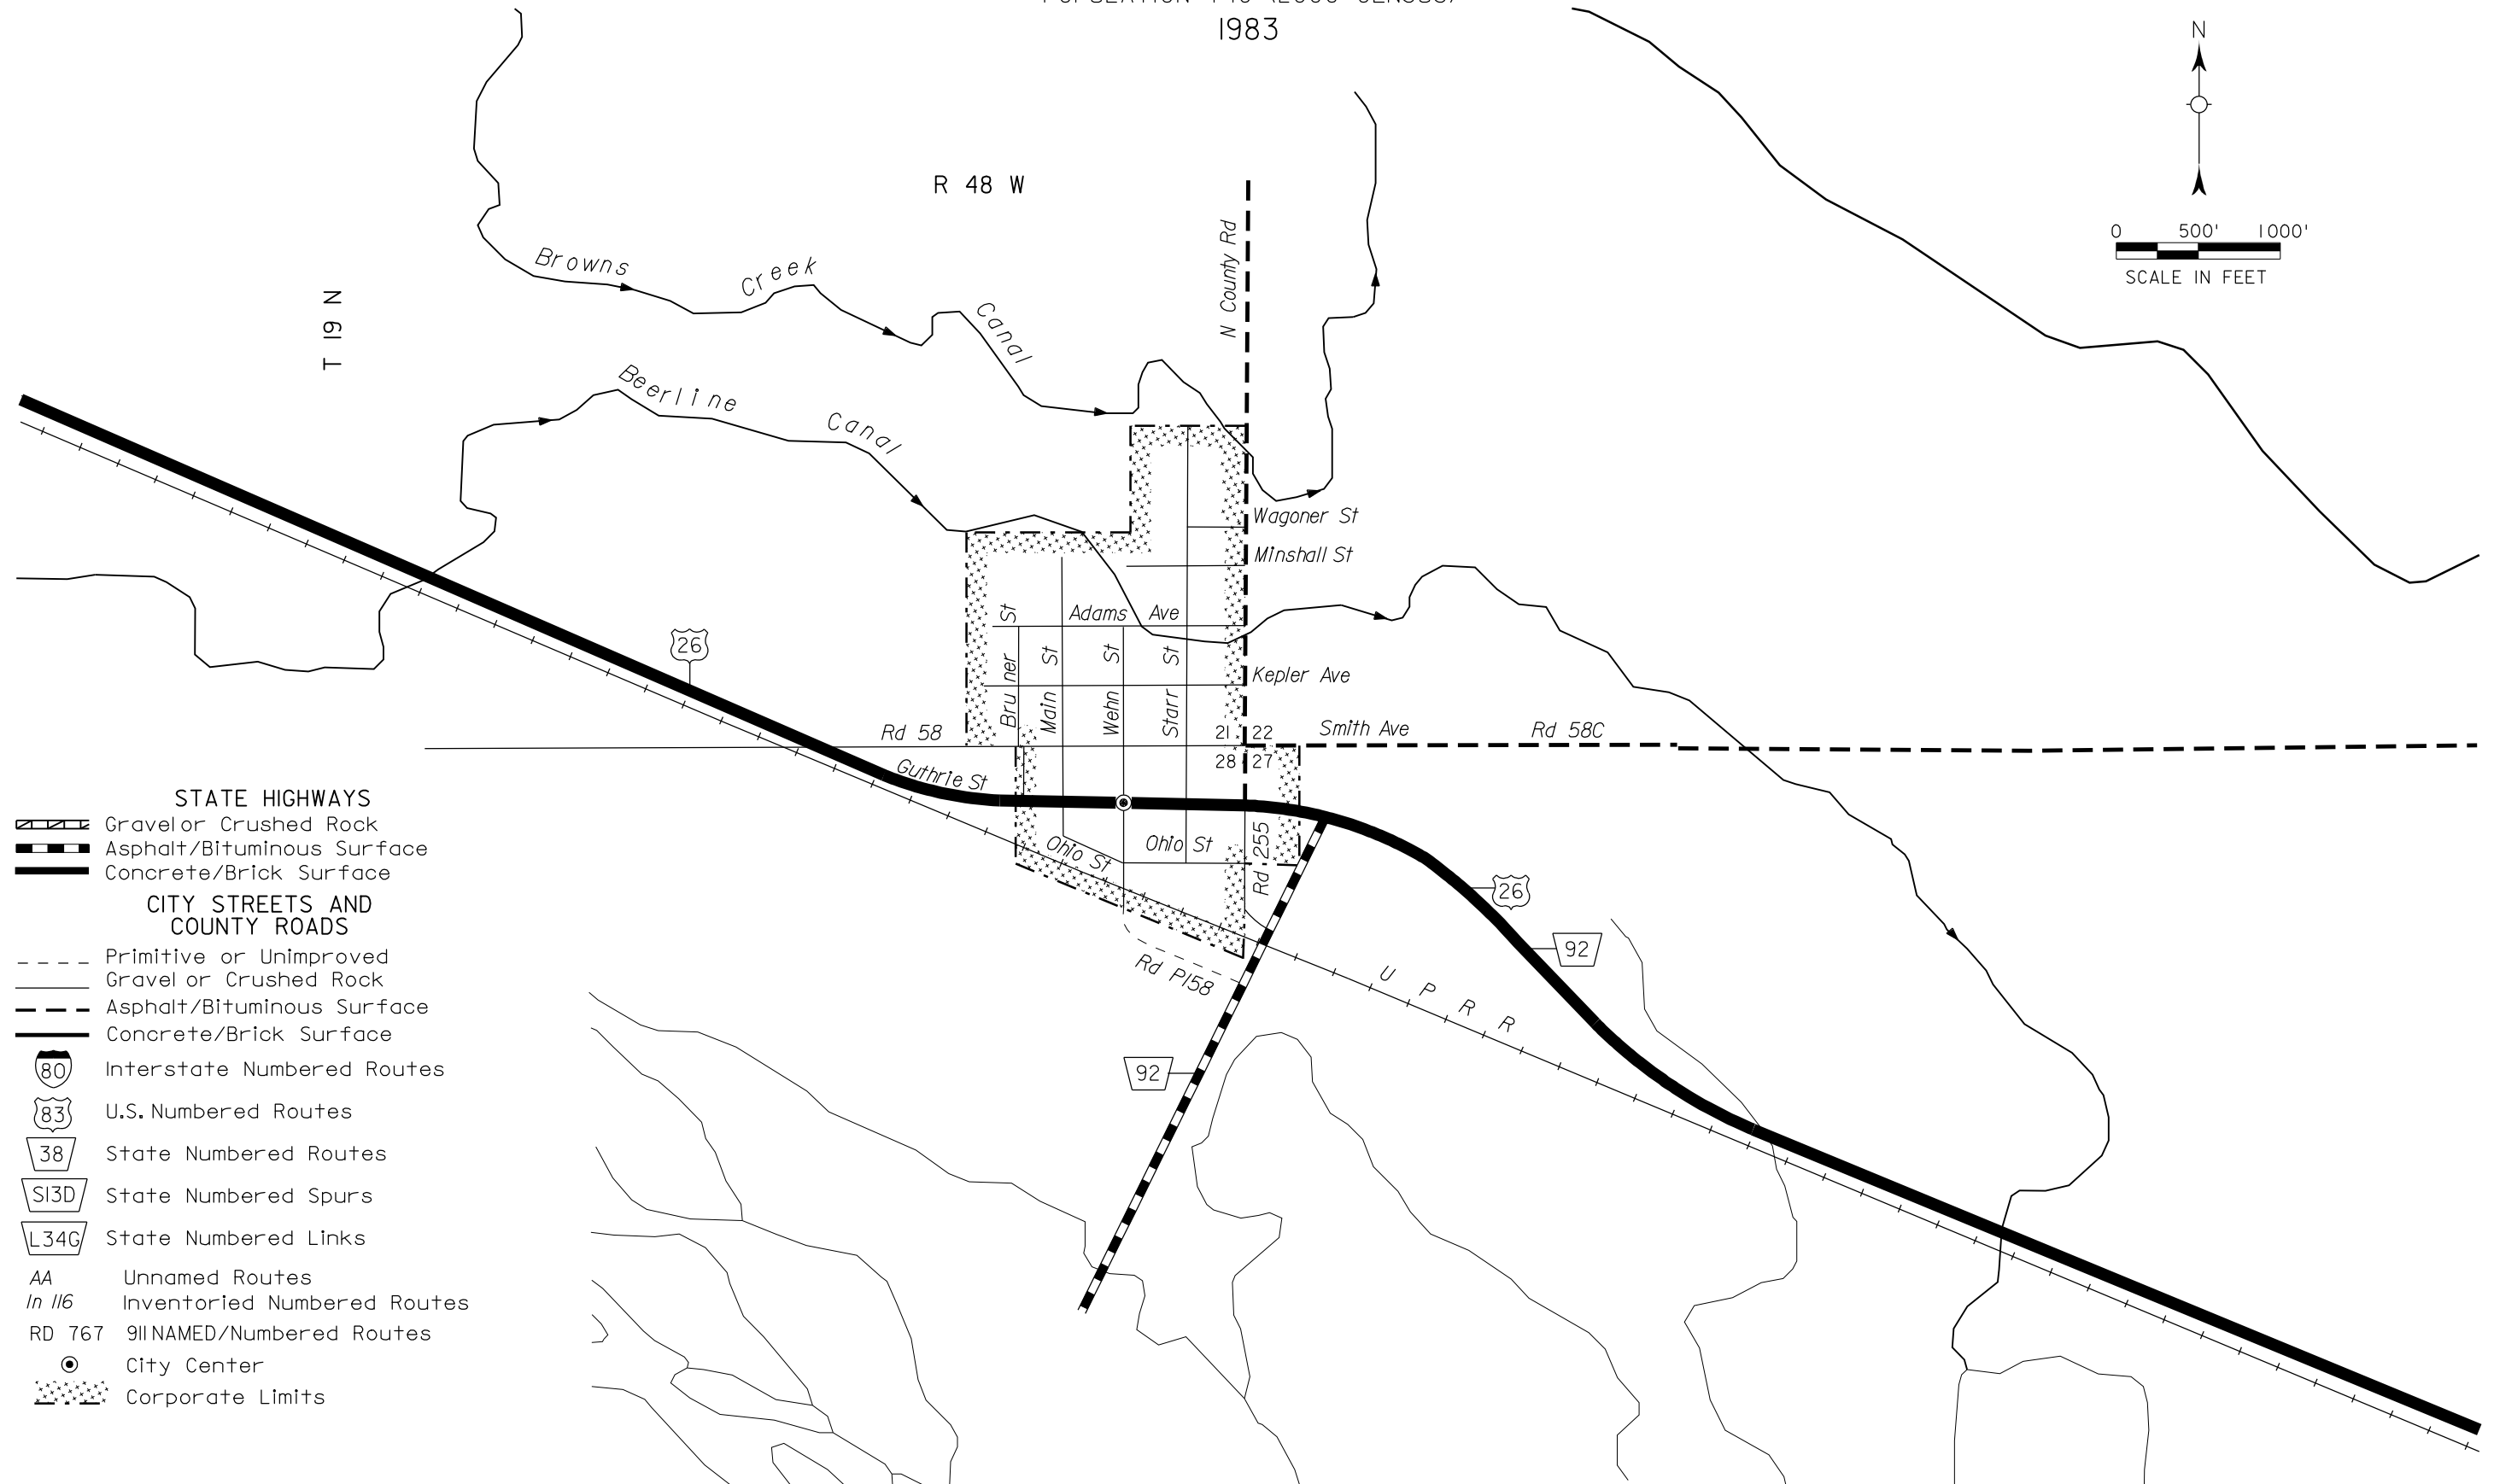 1983
N
0 500' 1000'
SCALE IN FEET
R 48 W
T 19 N
Browns Creek Canal
Beerline Canal
N County Rd
Wagoner St
Minshall St
Adams Ave
Bruner St
Main St
Wehn St
Starr St
Kepler Ave
26
Rd 58
21 22
28 27
Smith Ave
Rd 58C
Guthrie St
Ohio St
Ohio St
Rd 255
26
92
Rd P158
U P R R
92
STATE HIGHWAYS
Gravel or Crushed Rock
Asphalt/Bituminous Surface
Concrete/Brick Surface
CITY STREETS AND
COUNTY ROADS
Primitive or Unimproved
Gravel or Crushed Rock
Asphalt/Bituminous Surface
Concrete/Brick Surface
80 Interstate Numbered Routes
83 U.S. Numbered Routes
38 State Numbered Routes
S13D State Numbered Spurs
L34G State Numbered Links
AA Unnamed Routes
In 116 Inventoried Numbered Routes
RD 767 911 NAMED/Numbered Routes
City Center
Corporate Limits